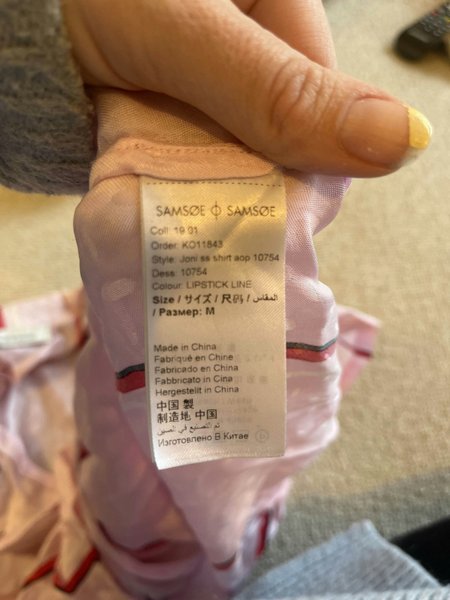 SAMSØE Φ SAMSØE
Coll: 19 01
Order: KO11843
Style: Joni ss shirt aop 10754
Dess: 10754
Colour: LIPSTICK LINE
Size / サイズ / 尺码 / المقاس
/ Размер: M
Made in China
Fabriqué en Chine
Fabricado en China
Fabbricato in Cina
Hergestellt in China
中国 製
制造地 中国
تم التصنيع في الصين
Изготовлено В Китае